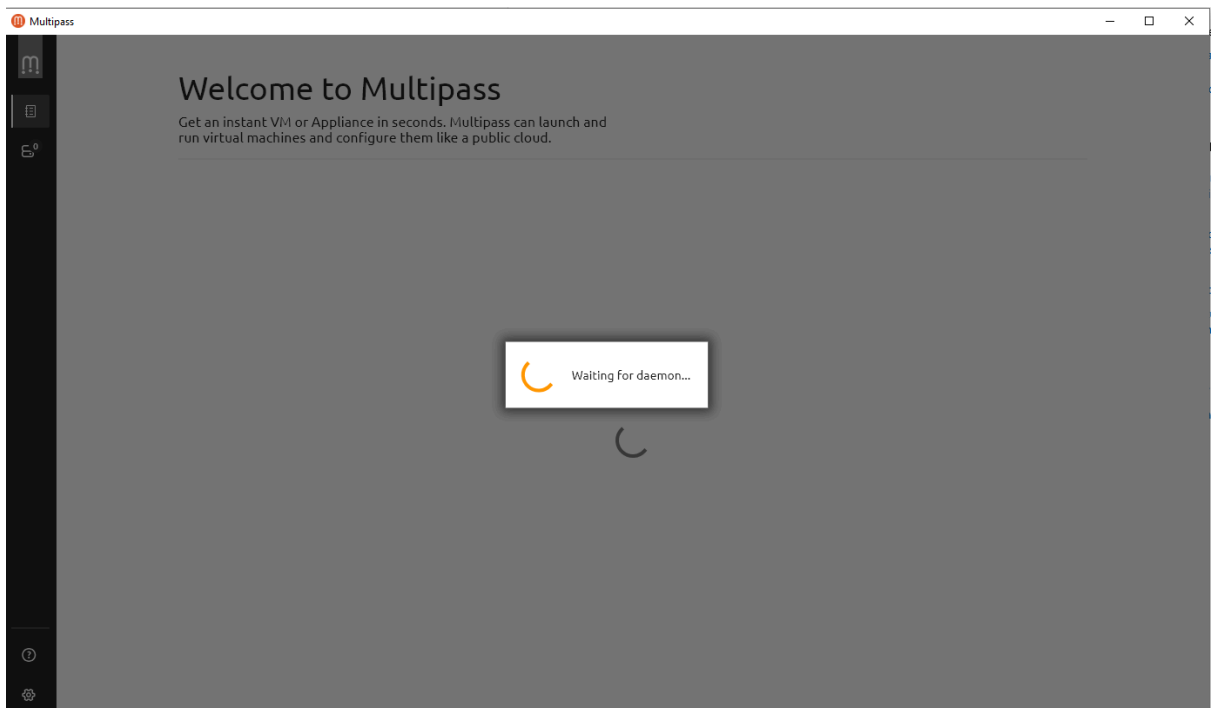 Multipass
Welcome to Multipass
Get an instant VM or Appliance in seconds. Multipass can launch and
run virtual machines and configure them like a public cloud.
0
Waiting for daemon...